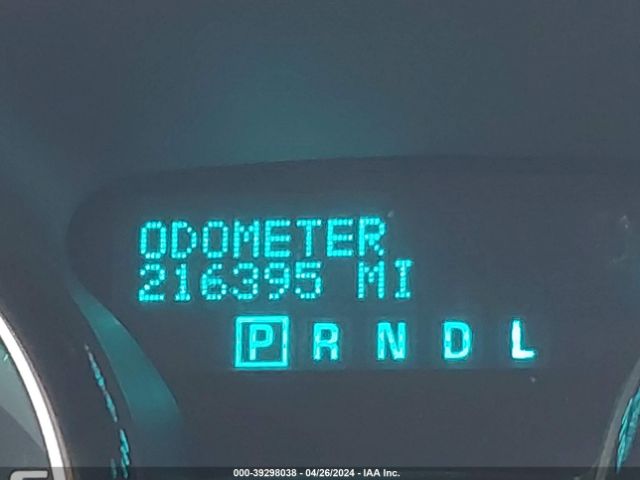 ODOMETER
216395 MI
P R N D L
000-39298038 - 04/26/2024 - IAA Inc.